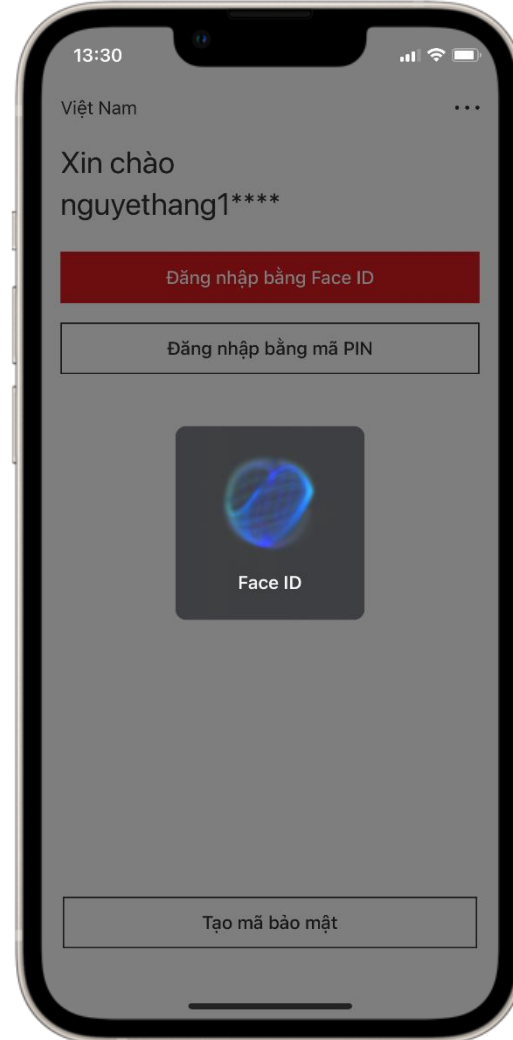 13:30
Việt Nam
Xin chào
nguyethang1****
Đăng nhập bằng Face ID
Đăng nhập bằng mã PIN
Face ID
Tạo mã bảo mật